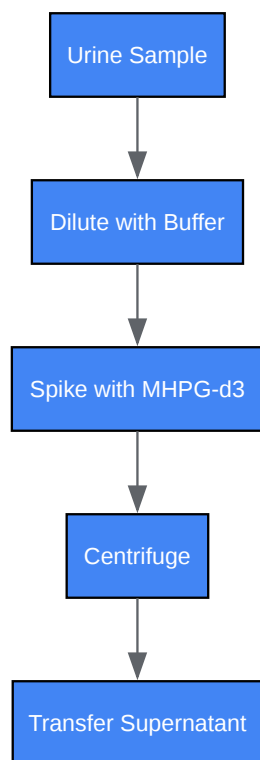 Urine Sample
Dilute with Buffer
Spike with MHPG-d3
Centrifuge
Transfer Supernatant